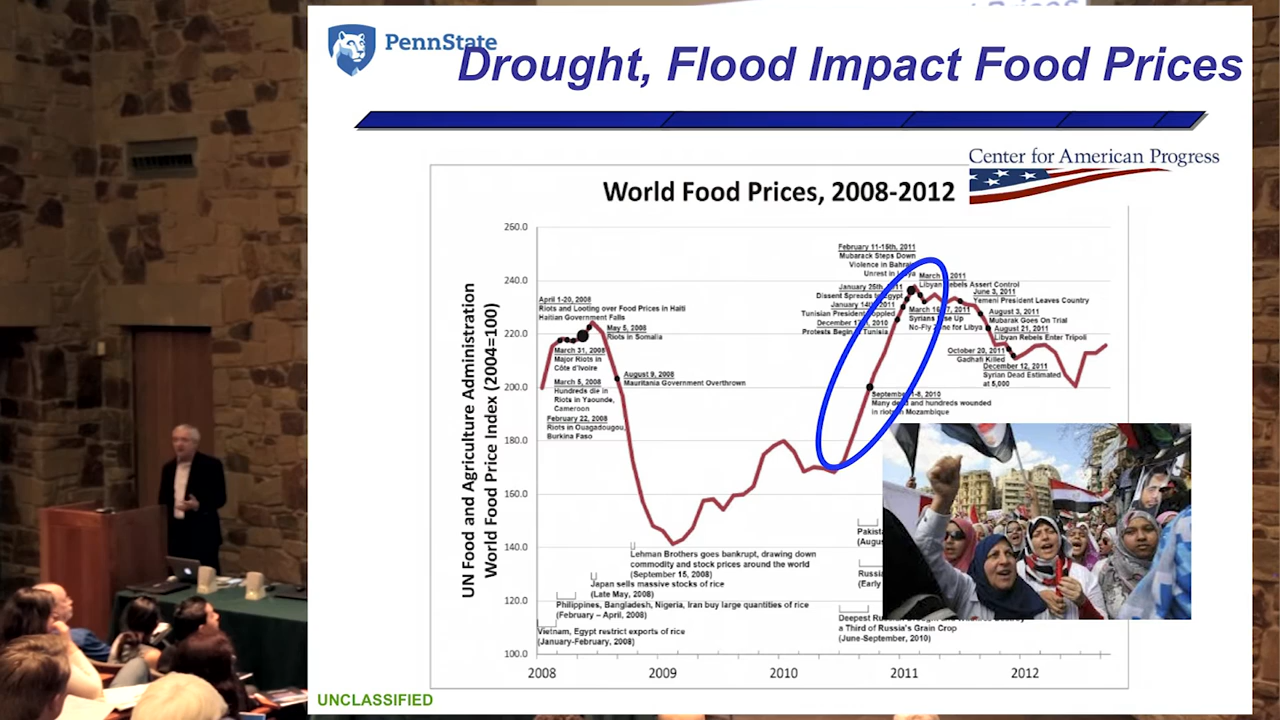 PennState
Drought, Flood Impact Food Prices
Center for American Progress
World Food Prices, 2008-2012
UN Food and Agriculture Administration
World Food Price Index (2004=100)
260.0
240.0
220.0
200.0
180.0
160.0
140.0
120.0
100.0
2008
2009
2010
2011
2012
April 1-20, 2008
Riots and Looting over Food Prices in Haiti
Haitian Government Falls
May 5, 2008
Riots in Somalia
March 31, 2008
Major Riots in
Côte d'Ivoire
August 9, 2008
Mauritania Government Overthrown
March 5, 2008
Hundreds die in
Riots in Yaounde,
Cameroon
February 22, 2008
Riots in Ouagadougou,
Burkina Faso
Lehman Brothers goes bankrupt, drawing down
commodity and stock prices around the world
(September 15, 2008)
Japan sells massive stocks of rice
(Late May, 2008)
Philippines, Bangladesh, Nigeria, Iran buy large quantities of rice
(February – April, 2008)
Vietnam, Egypt restrict exports of rice
(January-February, 2008)
February 11-15th, 2011
Mubarack Steps Down
Violence in Bahrain
Unrest in Libya
January 25th, 2011
Dissent Spreads to Egypt
January 14th, 2011
Tunisian President Toppled
December 17th, 2010
Protests Begin in Tunisia
March 2011
Libyan Rebels Assert Control
June 3, 2011
Yemeni President Leaves Country
March 2011
Syrians Rise Up
No-Fly Zone for Libya
August 3, 2011
Mubarak Goes On Trial
August 21, 2011
Libyan Rebels Enter Tripoli
October 20, 2011
Gadhafi Killed
December 12, 2011
Syrian Dead Estimated
at 5,000
September 1-8, 2010
Many dead and hundreds wounded
in riots in Mozambique
Pakist
(Augu
Russia
(Early
Deepest
a Third of Russia's Grain Crop
(June-September, 2010)
UNCLASSIFIED